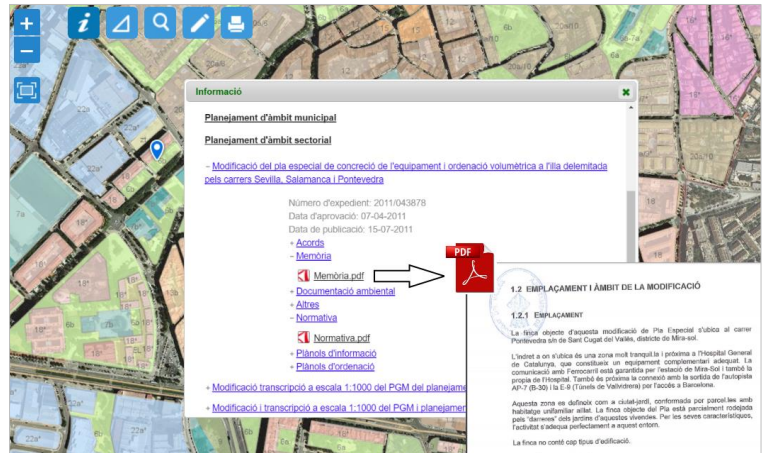 Informació
Planejament d'àmbit municipal
Planejament d'àmbit sectorial
– Modificació del pla especial de concreció de l'equipament i ordenació volumètrica a l'illa delemitada
pels carrers Sevilla, Salamanca i Pontevedra
Número d'expedient: 2011/043878
Data d'aprovació: 07-04-2011
Data de publicació: 15-07-2011
+ Acords
– Memòria
Memòria.pdf
+ Documentació ambiental
+ Altres
– Normativa
Normativa.pdf
+ Plànols d'informació
+ Plànols d'ordenació
+ Modificació transcripció a escala 1:1000 del PGM del planejame
+ Modificació i transcripció a escala 1:1000 del PGM i planejamen
PDF
1.2 EMPLAÇAMENT I ÀMBIT DE LA MODIFICACIÓ
1.2.1 EMPLAÇAMENT
La finca objecte d'aquesta modificació de Pla Especial s'ubica al carrer
Pontevedra s/n de Sant Cugat del Vallès, districte de Mira-sol.
L'indret a on s'ubica és una zona molt tranquil.la i pròxima a l'Hospital General
de Catalunya, que constitueix un equipament complementari adequat. La
comunicació amb Ferrocarril està garantida per l'estació de Mira-Sol i també la
propia de l'Hospital. També és pròxima la connexió amb la sortida de l'autopista
AP-7 (B-30) i la E-9 (Túnels de Vallvidrera) per l'accés a Barcelona.
Aquesta zona es defineix com a ciutat-jardí, conformada per parcel.les amb
habitatge unifamiliar aïllat. La finca objecte del Pla està parcialment rodejada
pels "darreres" dels jardins d'aquestes vivendes. Per les seves característiques,
l'activitat s'adequa perfectament a aquest entorn.
La finca no conté cap tipus d'edificació.
22a
7a
18*
22a*